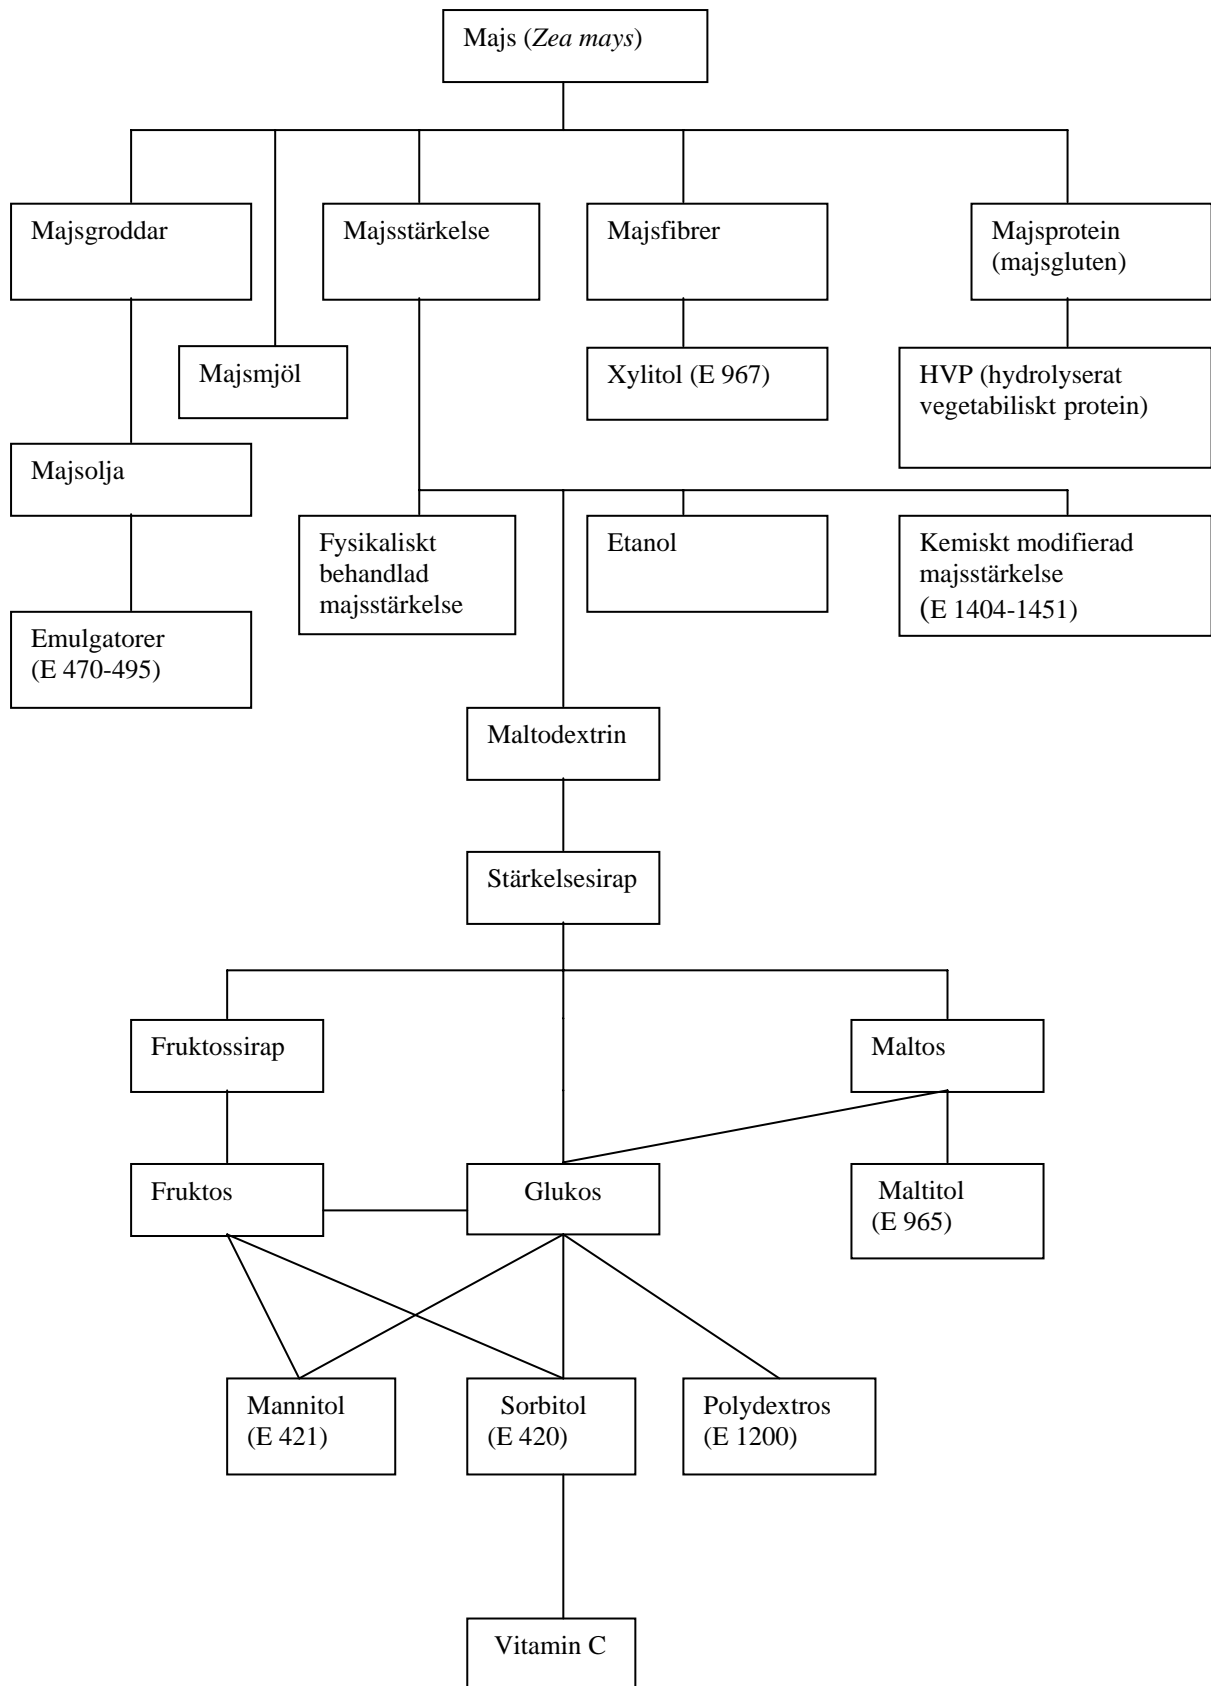 Majs (Zea mays)
Majsgroddar
Majsstärkelse
Majsfibrer
Majsprotein
(majsgluten)
Majsmjöl
Xylitol (E 967)
HVP (hydrolyserat
vegetabiliskt protein)
Majsolja
Fysikaliskt
behandlad
majsstärkelse
Etanol
Kemiskt modifierad
majsstärkelse
(E 1404-1451)
Emulgatorer
(E 470-495)
Maltodextrin
Stärkelsesirap
Fruktossirap
Maltos
Fruktos
Glukos
Maltitol
(E 965)
Mannitol
(E 421)
Sorbitol
(E 420)
Polydextros
(E 1200)
Vitamin C